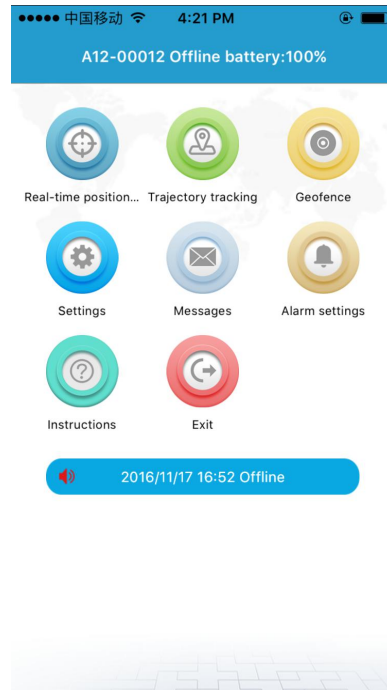 中国移动 4:21 PM
A12-00012 Offline battery:100%
Real-time position... Trajectory tracking Geofence
Settings Messages Alarm settings
Instructions Exit
2016/11/17 16:52 Offline